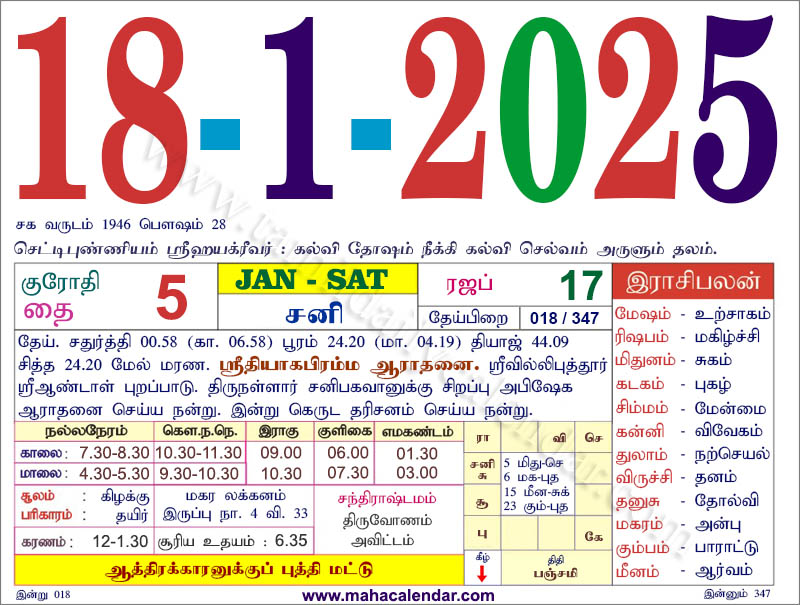 18-1-2025
சக வருடம் 1946 பௌஷம் 28
செட்டிபுண்ணியம் ஸ்ரீஹயக்ரீவர் : கல்வி தோஷம் நீக்கி கல்வி செல்வம் அருளும் தலம்.
குரோதி
தை 5
JAN - SAT
சனி
ரஜப் 17
தேய்பிறை 018 / 347
தேய். சதுர்த்தி 00.58 (கா. 06.58) பூரம் 24.20 (மா. 04.19) தியாஜ் 44.09
சித்த 24.20 மேல் மரண. ஸ்ரீதியாகபிரம்ம ஆராதனை. ஸ்ரீவில்லிபுத்தூர்
ஸ்ரீஆண்டாள் புறப்பாடு. திருநள்ளார் சனிபகவானுக்கு சிறப்பு அபிஷேக
ஆராதனை செய்ய நன்று. இன்று கெருட தரிசனம் செய்ய நன்று.
நல்லநேரம் கௌ.ந.நெ. இராகு குளிகை எமகண்டம்
காலை : 7.30-8.30 10.30-11.30 09.00 06.00 01.30
மாலை : 4.30-5.30 9.30-10.30 10.30 07.30 03.00
சூலம் : கிழக்கு
பரிகாரம் : தயிர்
மகர லக்கனம்
இருப்பு நா. 4 வி. 33
கரணம் : 12-1.30 சூரிய உதயம் : 6.35
சந்திராஷ்டமம்
திருவோணம்
அவிட்டம்
ஆத்திரக்காரனுக்குப் புத்தி மட்டு
ரா வி செ
சனி
சு
சூ
பு கே
5 மிது-செ
6 மக-புத
15 மீன-சுக்
23 கும்-புத
கீழ்
திதி
பஞ்சமி
இராசிபலன்
மேஷம் - உற்சாகம்
ரிஷபம் - மகிழ்ச்சி
மிதுனம் - சுகம்
கடகம் - புகழ்
சிம்மம் - மேன்மை
கன்னி - விவேகம்
துலாம் - நற்செயல்
விருச்சி - தனம்
தனுசு - தோல்வி
மகரம் - அன்பு
கும்பம் - பாராட்டு
மீனம் - ஆர்வம்
இன்று 018
www.mahacalendar.com
இன்னும் 347
www.tamildailycalendar.com